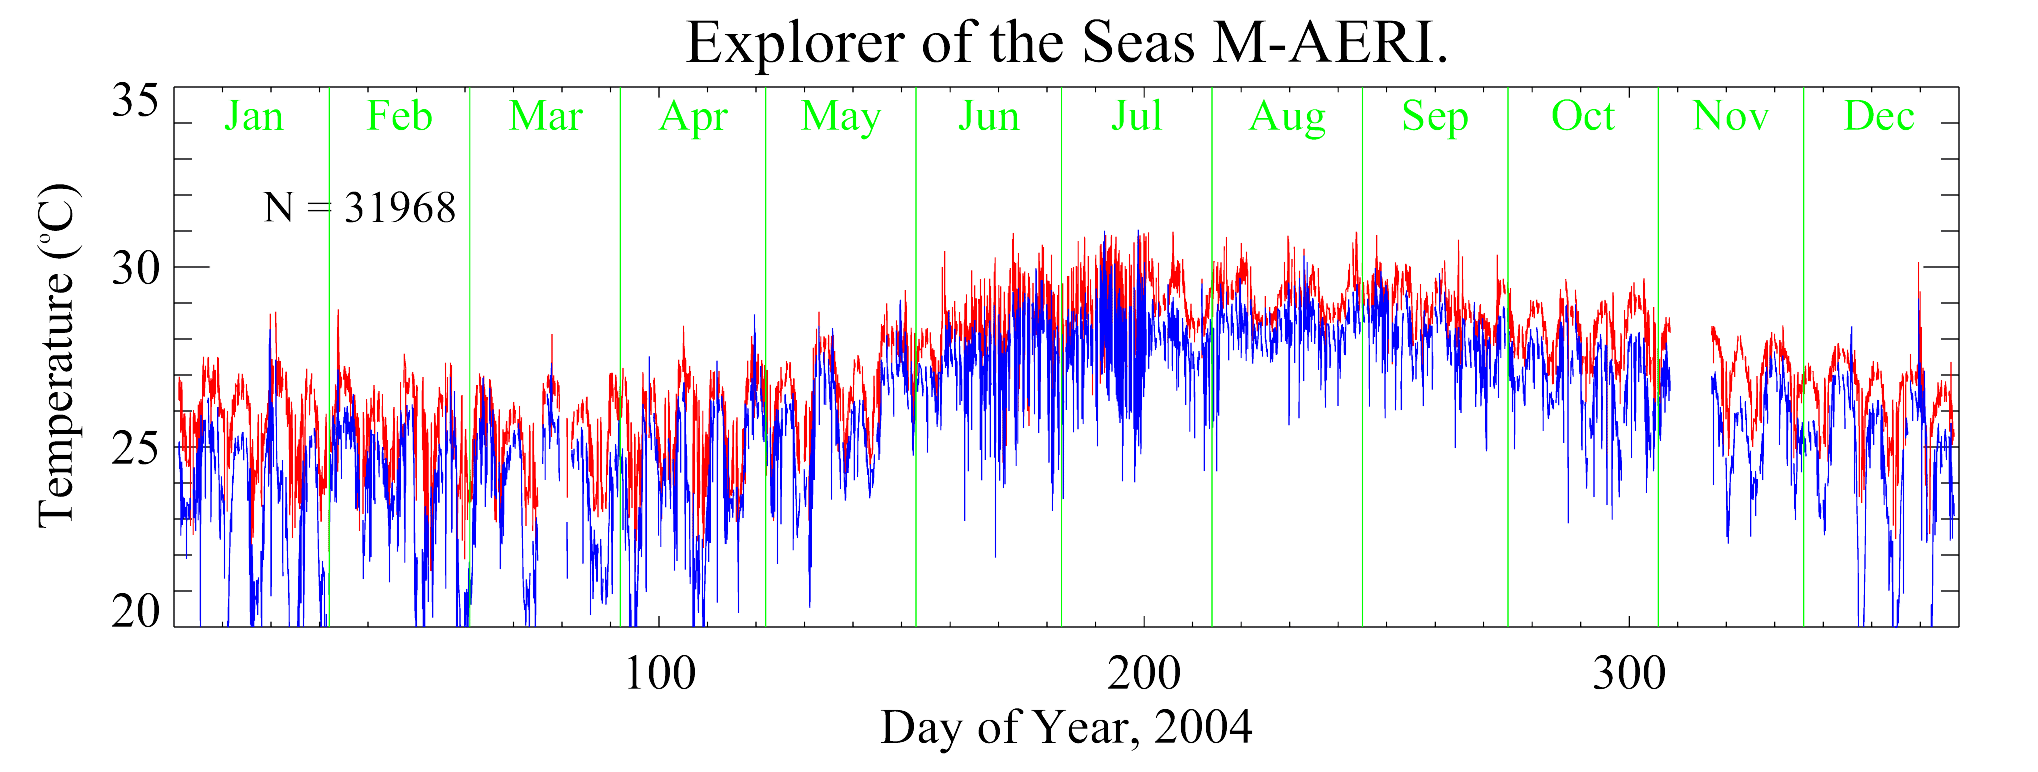 Explorer of the Seas M-AERI.
35
Jan Feb Mar Apr May Jun Jul Aug Sep Oct Nov Dec
N = 31968
30
25
20
Temperature (°C)
100 200 300
Day of Year, 2004